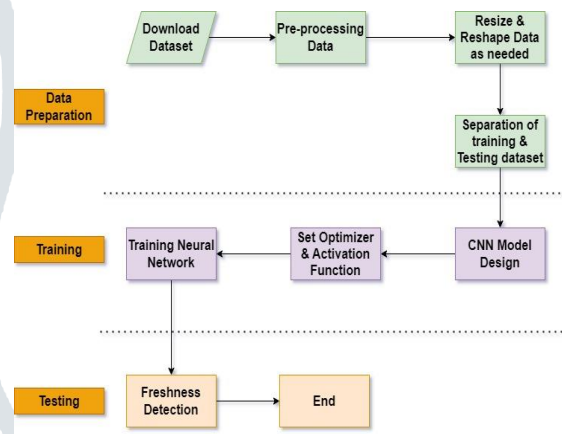 Download
Dataset
Pre-processing
Data
Resize &
Reshape Data
as needed
Data
Preparation
Separation of
training &
Testing dataset
Training
Training Neural
Network
Set Optimizer
& Activation
Function
CNN Model
Design
Testing
Freshness
Detection
End